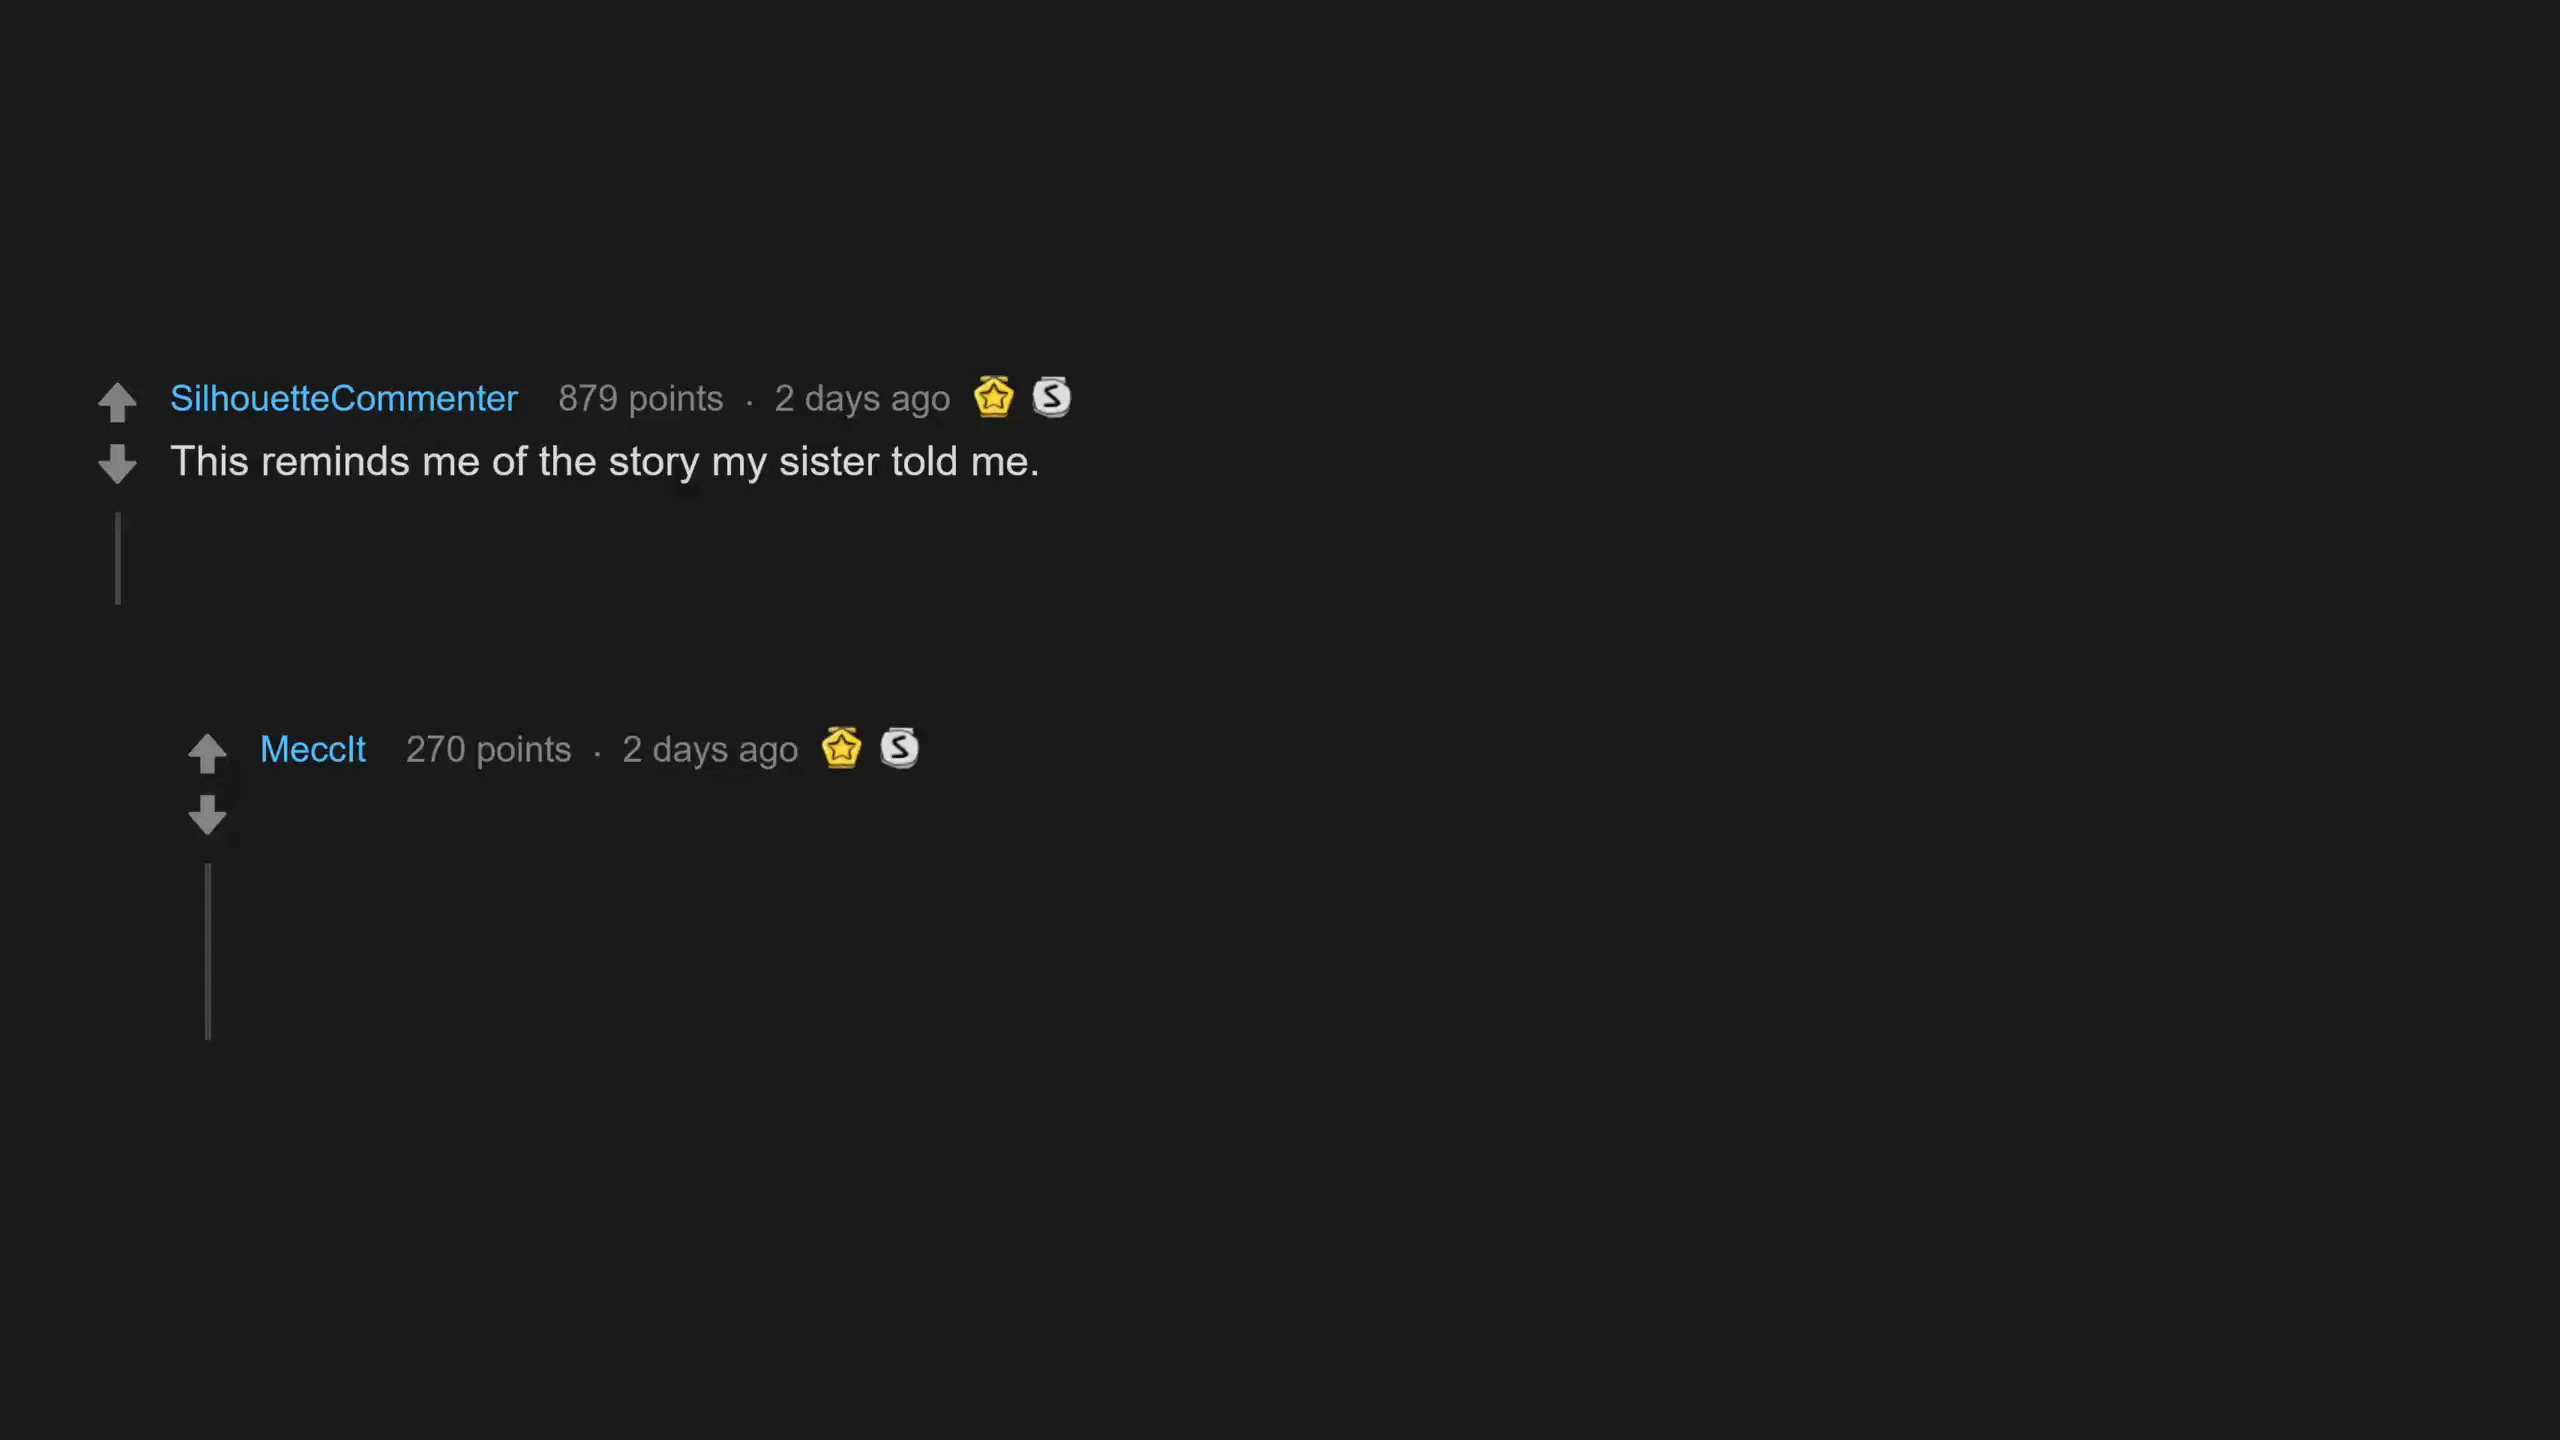 SilhouetteCommenter 879 points · 2 days ago
This reminds me of the story my sister told me.
MeccIt 270 points · 2 days ago